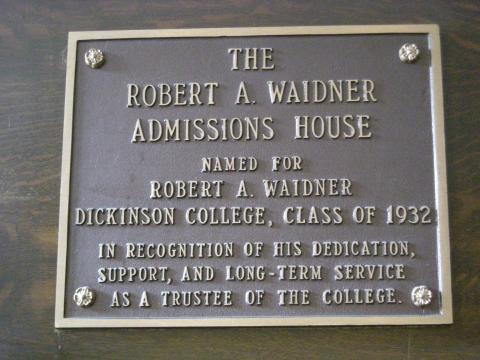 THE
ROBERT A. WAIDNER
ADMISSIONS HOUSE
NAMED FOR
ROBERT A. WAIDNER
DICKINSON COLLEGE, CLASS OF 1932
IN RECOGNITION OF HIS DEDICATION,
SUPPORT, AND LONG-TERM SERVICE
AS A TRUSTEE OF THE COLLEGE.